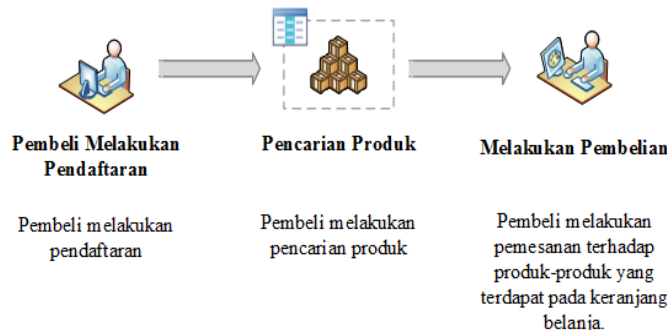 Pembeli Melakukan
Pendaftaran
Pencarian Produk
Melakukan Pembelian
Pembeli melakukan
pendaftaran
Pembeli melakukan
pencarian produk
Pembeli melakukan
pemesanan terhadap
produk-produk yang
terdapat pada keranjang
belanja.